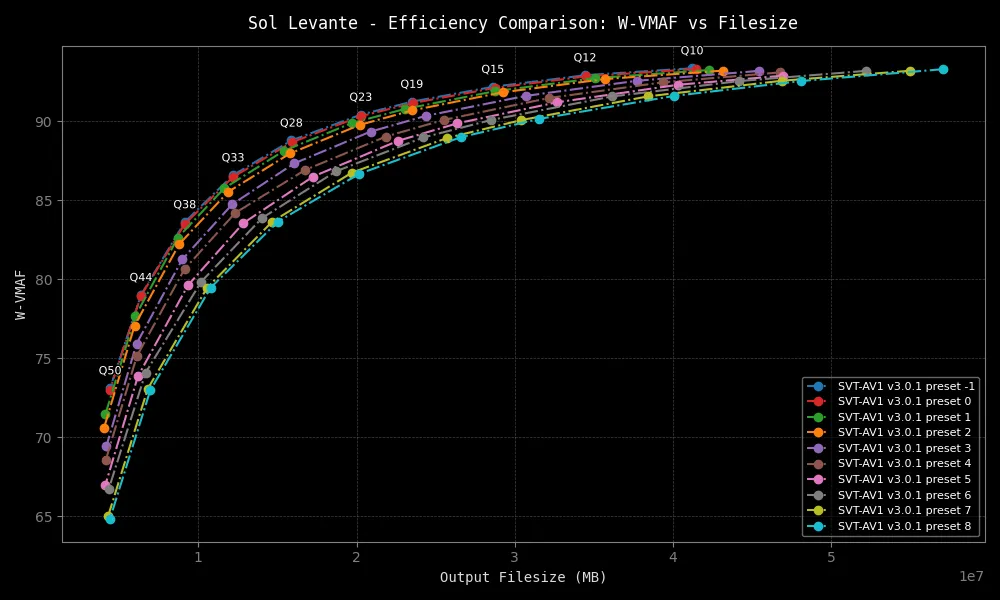 Sol Levante - Efficiency Comparison: W-VMAF vs Filesize
Q10
Q12
Q15
Q19
Q23
Q28
Q33
Q38
Q44
Q50
90
85
80
75
70
65
W-VMAF
SVT-AV1 v3.0.1 preset -1
SVT-AV1 v3.0.1 preset 0
SVT-AV1 v3.0.1 preset 1
SVT-AV1 v3.0.1 preset 2
SVT-AV1 v3.0.1 preset 3
SVT-AV1 v3.0.1 preset 4
SVT-AV1 v3.0.1 preset 5
SVT-AV1 v3.0.1 preset 6
SVT-AV1 v3.0.1 preset 7
SVT-AV1 v3.0.1 preset 8
1 2 3 4 5
Output Filesize (MB)
1e7